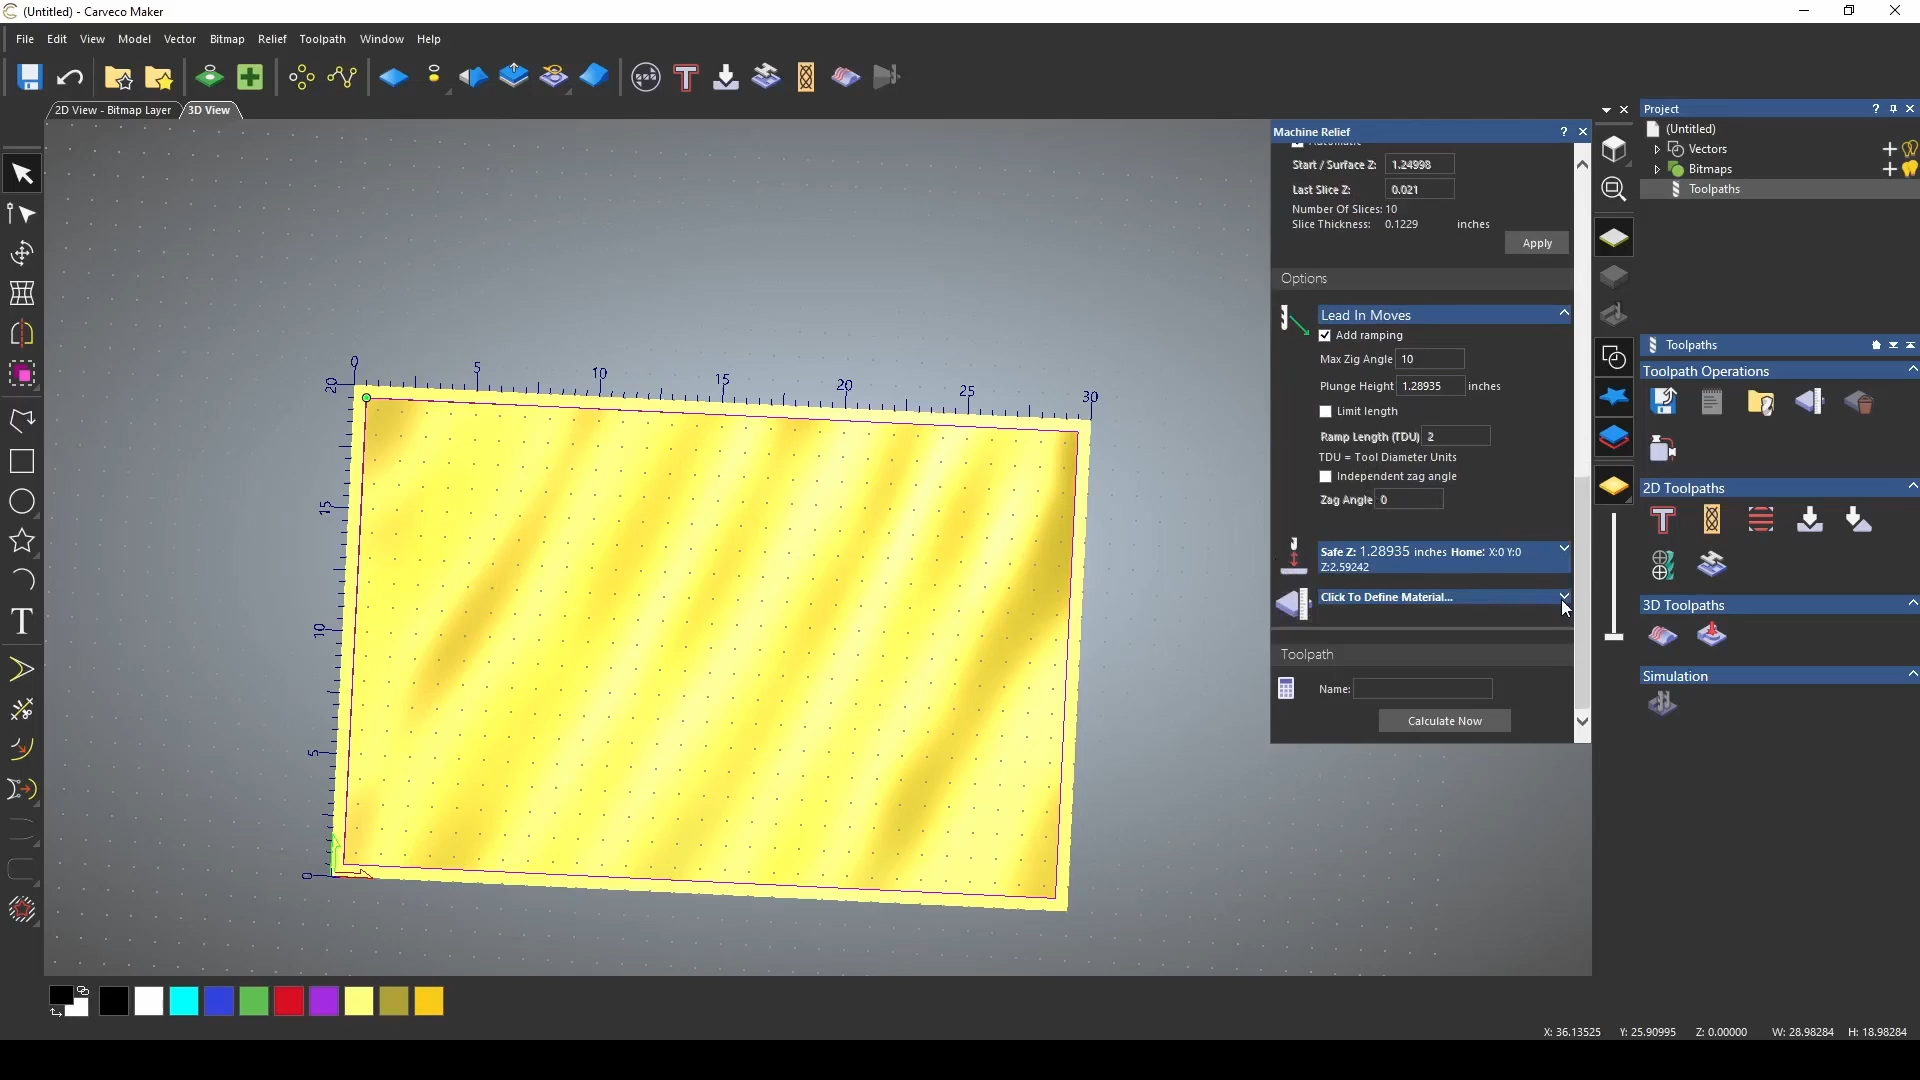 (Untitled) - Carveco Maker
File Edit View Model Vector Bitmap Relief Toolpath Window Help
2D View - Bitmap Layer 3D View
Machine Relief
Automatic
Start / Surface Z: 1.24998
Last Slice Z: 0.021
Number Of Slices: 10
Slice Thickness: 0.1229 inches
Apply
Options
Lead In Moves
Add ramping
Max Zig Angle 10
Plunge Height 1.28935 inches
Limit length
Ramp Length (TDU) 2
TDU = Tool Diameter Units
Independent zag angle
Zag Angle 0
Safe Z: 1.28935 inches Home: X:0 Y:0
Z:2.59242
Click To Define Material...
Toolpath
Name:
Calculate Now
Project
(Untitled)
Vectors
Bitmaps
Toolpaths
Toolpaths
Toolpath Operations
2D Toolpaths
3D Toolpaths
Simulation
0 5 10 15 20 25 30
20
15
10
5
0
X: 36.13525 Y: 25.90995 Z: 0.00000 W: 28.98284 H: 18.98284